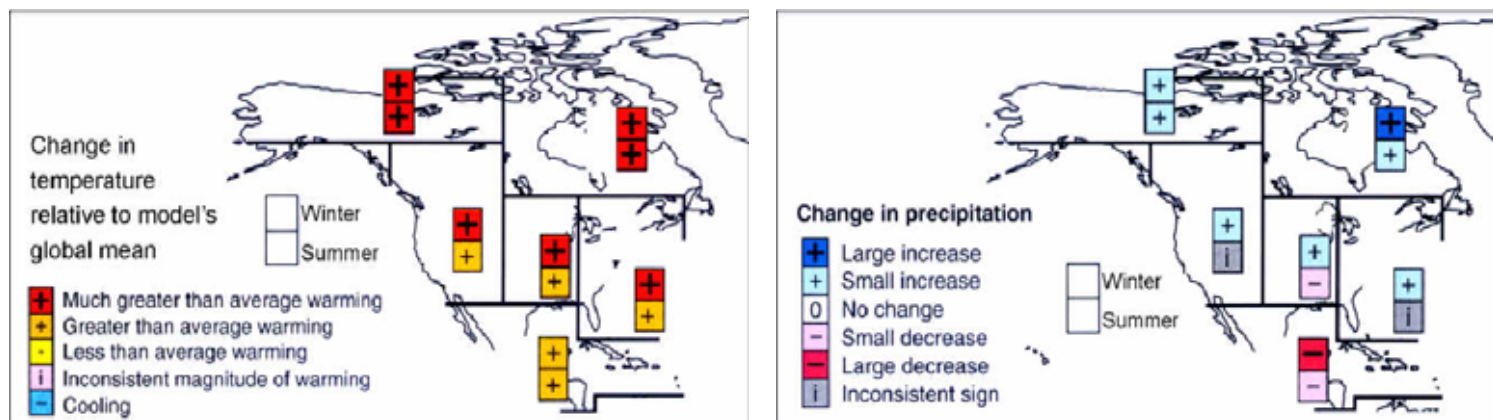 Change in
temperature
relative to model's
global mean
Winter
Summer
+ Much greater than average warming
+ Greater than average warming
- Less than average warming
i Inconsistent magnitude of warming
− Cooling
+
+
+
+
+
+
+
+
+
+
+
+
Change in precipitation
+ Large increase
+ Small increase
0 No change
− Small decrease
− Large decrease
i Inconsistent sign
Winter
Summer
+
+
+
+
+
i
+
−
+
i
−
−